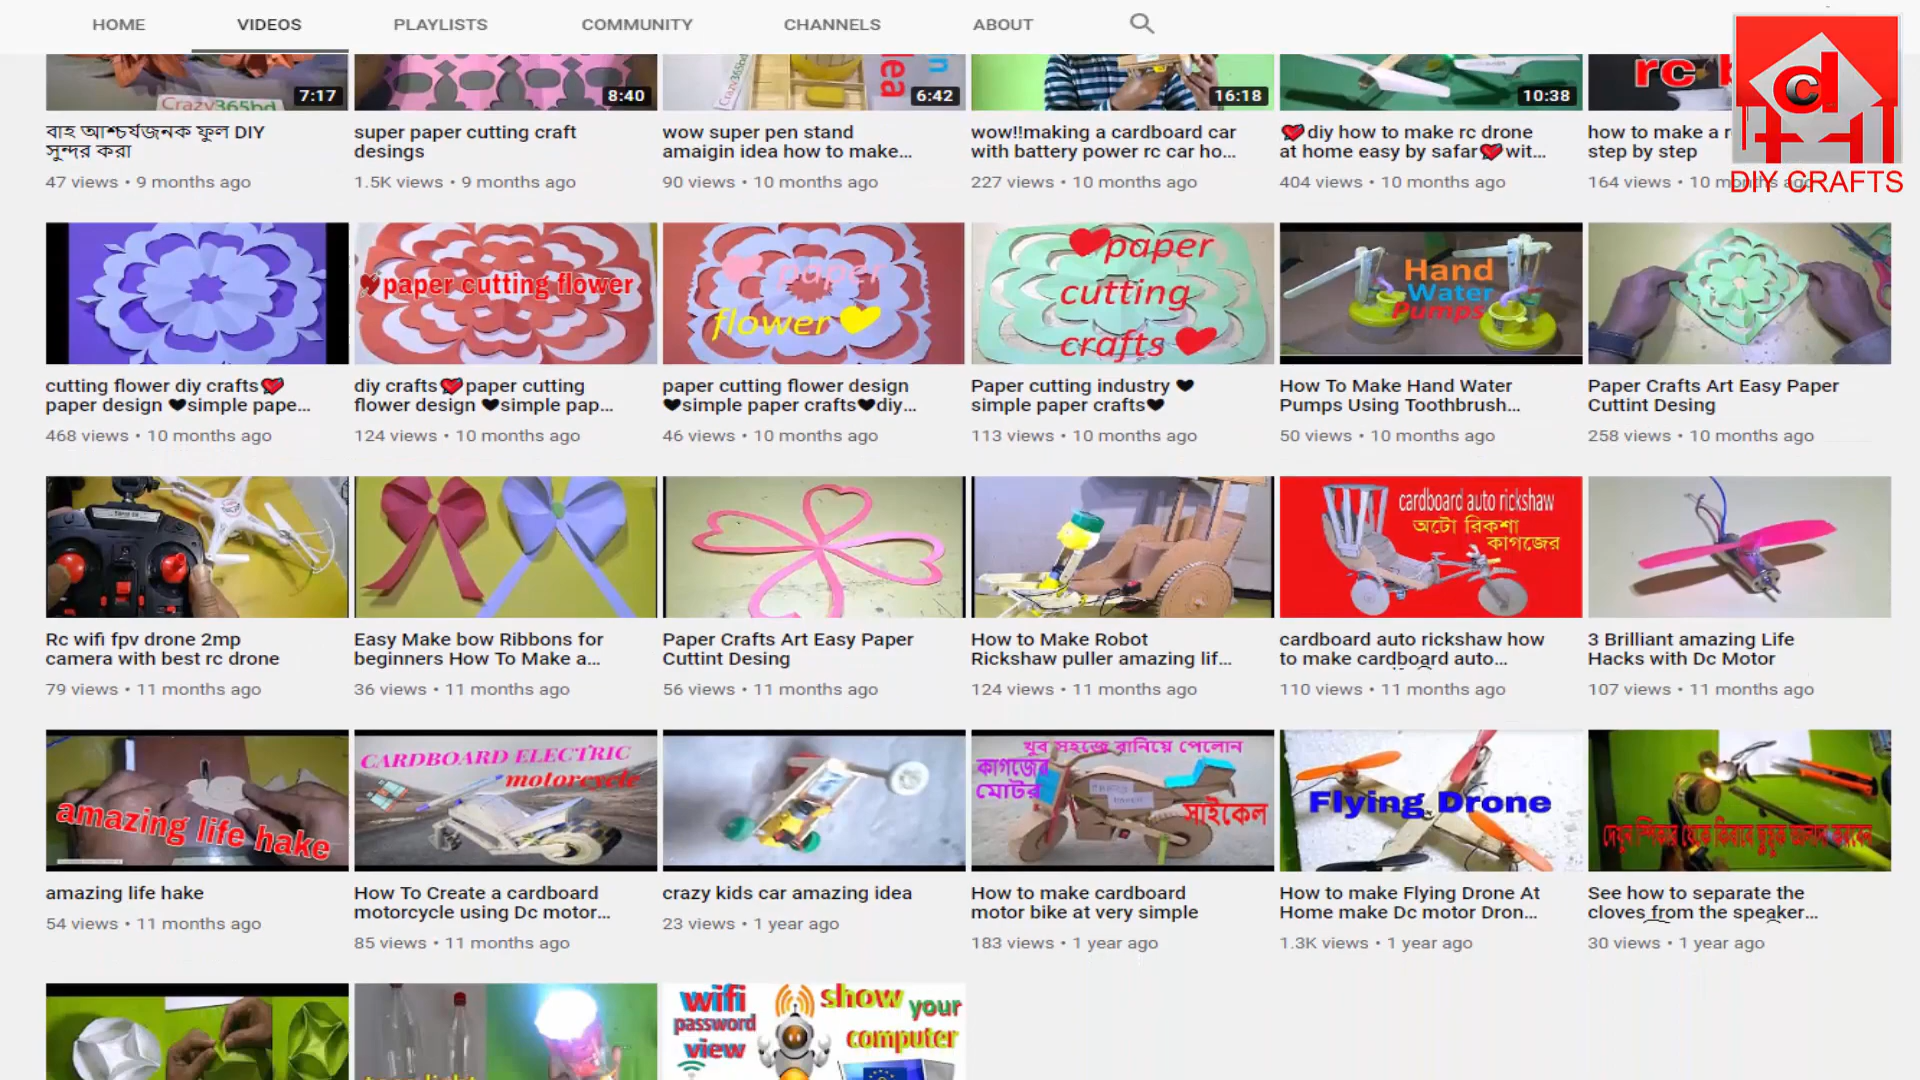 HOME VIDEOS PLAYLISTS COMMUNITY CHANNELS ABOUT
Crazy365bd
7:17
8:40
Crazy365bd
6:42
16:18
10:38
rc
DIY CRAFTS
বাহ আশ্চর্যজনক ফুল DIY
সুন্দর করা
47 views • 9 months ago
super paper cutting craft
desings
1.5K views • 9 months ago
wow super pen stand
amaigin idea how to make...
90 views • 10 months ago
wow!!making a cardboard car
with battery power rc car ho...
227 views • 10 months ago
❤diy how to make rc drone
at home easy by safar❤wit...
404 views • 10 months ago
how to make a
step by step
164 views • 10 months ago
paper cutting flower
paper
flower
paper
cutting
crafts
Hand
Water
Pumps
cutting flower diy crafts❤
paper design ♥simple pape...
468 views • 10 months ago
diy crafts❤paper cutting
flower design ♥simple pap...
124 views • 10 months ago
paper cutting flower design
♥simple paper crafts♥diy...
46 views • 10 months ago
Paper cutting industry ♥
simple paper crafts♥
113 views • 10 months ago
How To Make Hand Water
Pumps Using Toothbrush...
50 views • 10 months ago
Paper Crafts Art Easy Paper
Cuttint Desing
258 views • 10 months ago
cardboard auto rickshaw
অটো রিকশা
কাগজের
Rc wifi fpv drone 2mp
camera with best rc drone
79 views • 11 months ago
Easy Make bow Ribbons for
beginners How To Make a...
36 views • 11 months ago
Paper Crafts Art Easy Paper
Cuttint Desing
56 views • 11 months ago
How to Make Robot
Rickshaw puller amazing lif...
124 views • 11 months ago
cardboard auto rickshaw how
to make cardboard auto...
110 views • 11 months ago
3 Brilliant amazing Life
Hacks with Dc Motor
107 views • 11 months ago
amazing life hake
CARDBOARD ELECTRIC
motorcycle
খুব সহজে বানিয়ে পেলোন
কাগজের
মোটর
সাইকেল
Flying Drone
amazing life hake
54 views • 11 months ago
How To Create a cardboard
motorcycle using Dc motor...
85 views • 11 months ago
crazy kids car amazing idea
23 views • 1 year ago
How to make cardboard
motor bike at very simple
183 views • 1 year ago
How to make Flying Drone At
Home make Dc motor Dron...
1.3K views • 1 year ago
See how to separate the
cloves from the speaker...
30 views • 1 year ago
wifi
password
view
show your
computer